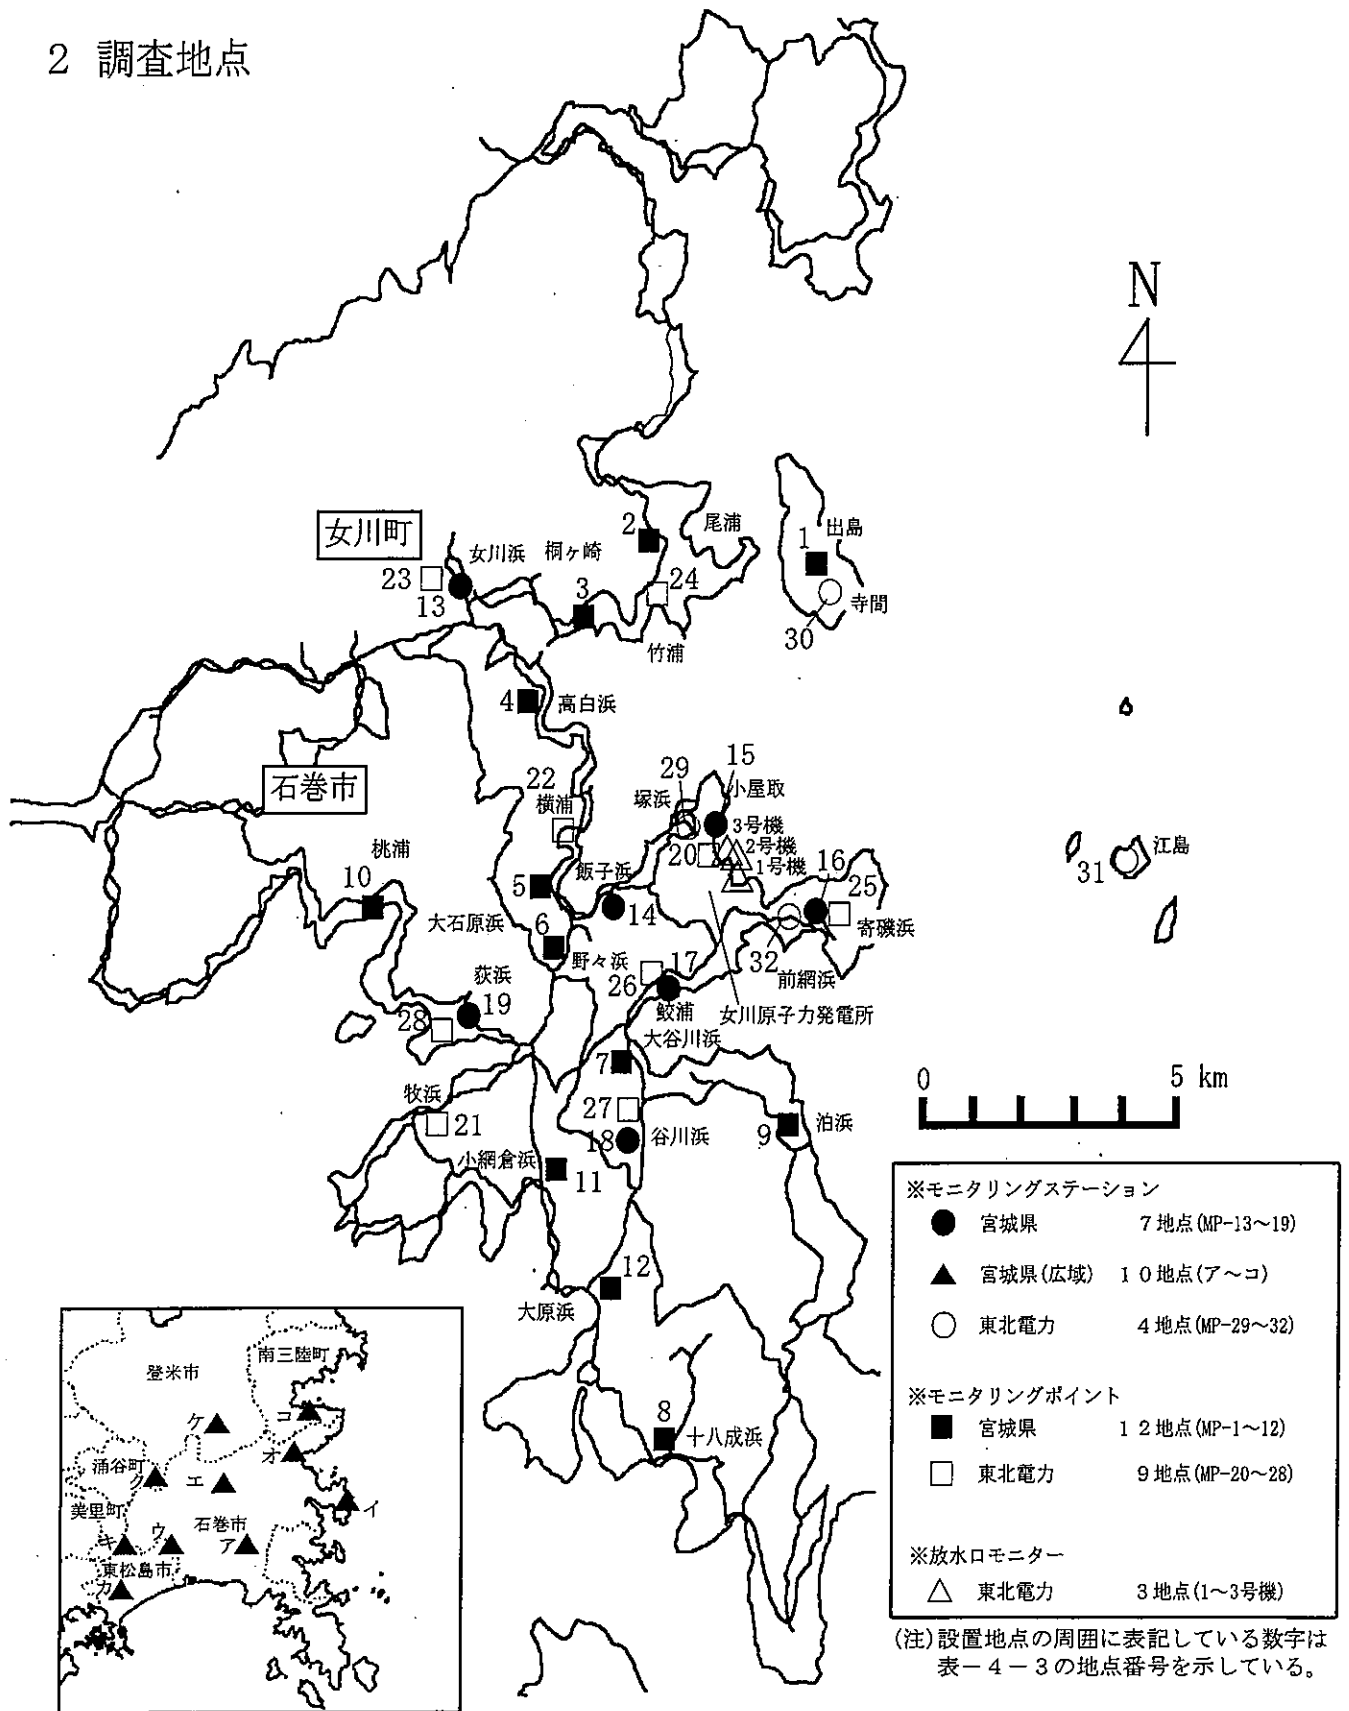 2 調査地点
N
女川町
女川浜
桐ヶ崎
2
尾浦
1
出島
23
13
3
24
竹浦
寺間
30
4
高白浜
石巻市
22
横浦
29
塚浜
15
小屋取
3号機
2号機
1号機
20
16
25
寄磯浜
31
江島
桃浦
10
5
飯子浜
14
大石原浜
6
野々浜
17
26
鮫浦
32
前網浜
女川原子力発電所
荻浜
19
28
大谷川浜
7
牧浜
21
27
18
谷川浜
9
泊浜
小網倉浜
11
12
大原浜
8
十八成浜
0 5 km
※モニタリングステーション
● 宮城県 7地点(MP-13~19)
▲ 宮城県(広域) 10地点(ア~コ)
○ 東北電力 4地点(MP-29~32)
※モニタリングポイント
■ 宮城県 12地点(MP-1~12)
□ 東北電力 9地点(MP-20~28)
※放水口モニター
△ 東北電力 3地点(1~3号機)
(注)設置地点の周囲に表記している数字は
表-4-3の地点番号を示している。
南三陸町
登米市
ケ
コ
オ
涌谷町
ク
エ
イ
美里町
石巻市
キ
ウ
ア
東松島市
カ